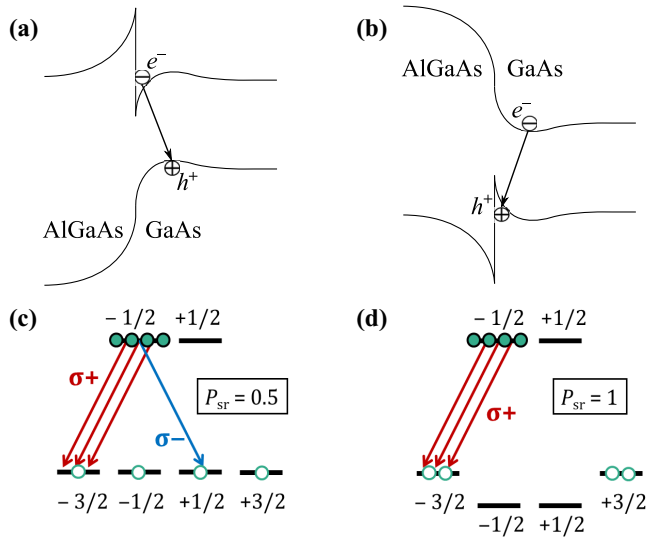 (a)
e⁻
h⁺
AlGaAs GaAs
(b)
AlGaAs GaAs
e⁻
h⁺
(c)
- 1/2 +1/2
σ+
P_sr = 0.5
σ−
- 3/2 −1/2 +1/2 +3/2
(d)
- 1/2 +1/2
P_sr = 1
σ+
- 3/2 +3/2
−1/2 +1/2